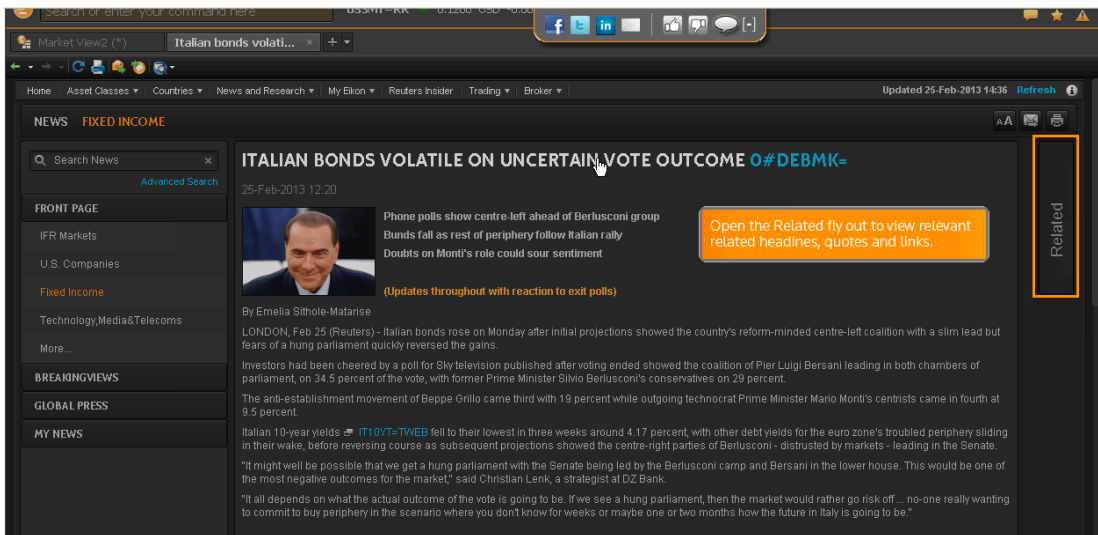 Search or enter your command here
0.1200 USD
Market View2 (*)
Italian bonds volati...
Home Asset Classes Countries News and Research My Eikon Reuters Insider Trading Broker Updated 25-Feb-2013 14:36 Refresh
NEWS FIXED INCOME
AA
Search News
Advanced Search
FRONT PAGE
IFR Markets
U.S. Companies
Fixed Income
Technology,Media&Telecoms
More...
BREAKINGVIEWS
GLOBAL PRESS
MY NEWS
ITALIAN BONDS VOLATILE ON UNCERTAIN VOTE OUTCOME 0#DEBMK=
25-Feb-2013 12:20
Phone polls show centre-left ahead of Berlusconi group
Bunds fall as rest of periphery follow Italian rally
Doubts on Monti's role could sour sentiment
(Updates throughout with reaction to exit polls)
Open the Related fly out to view relevant
related headines, quotes and links.
Related
By Emelia Sithole-Matarise
LONDON, Feb 25 (Reuters) - Italian bonds rose on Monday after initial projections showed the country's reform-minded centre-left coalition with a slim lead but
fears of a hung parliament quickly reversed the gains.
Investors had been cheered by a poll for Sky television published after voting ended showed the coalition of Pier Luigi Bersani leading in both chambers of
parliament, on 34.5 percent of the vote, with former Prime Minister Silvio Berlusconi's conservatives on 29 percent.
The anti-establishment movement of Beppe Grillo came third with 19 percent while outgoing technocrat Prime Minister Mario Monti's centrists came in fourth at
9.5 percent.
Italian 10-year yields IT10YT=TWEB fell to their lowest in three weeks around 4.17 percent, with other debt yields for the euro zone's troubled periphery sliding
in their wake, before reversing course as subsequent projections showed the centre-right parties of Berlusconi - distrusted by markets - leading in the Senate.
"It might well be possible that we get a hung parliament with the Senate being led by the Berlusconi camp and Bersani in the lower house. This would be one of
the most negative outcomes for the market," said Christian Lenk, a strategist at DZ Bank.
"It all depends on what the actual outcome of the vote is going to be. If we see a hung parliament, then the market would rather go risk off ... no-one really wanting
to commit to buy periphery in the scenario where you don't know for weeks or maybe one or two months how the future in Italy is going to be."